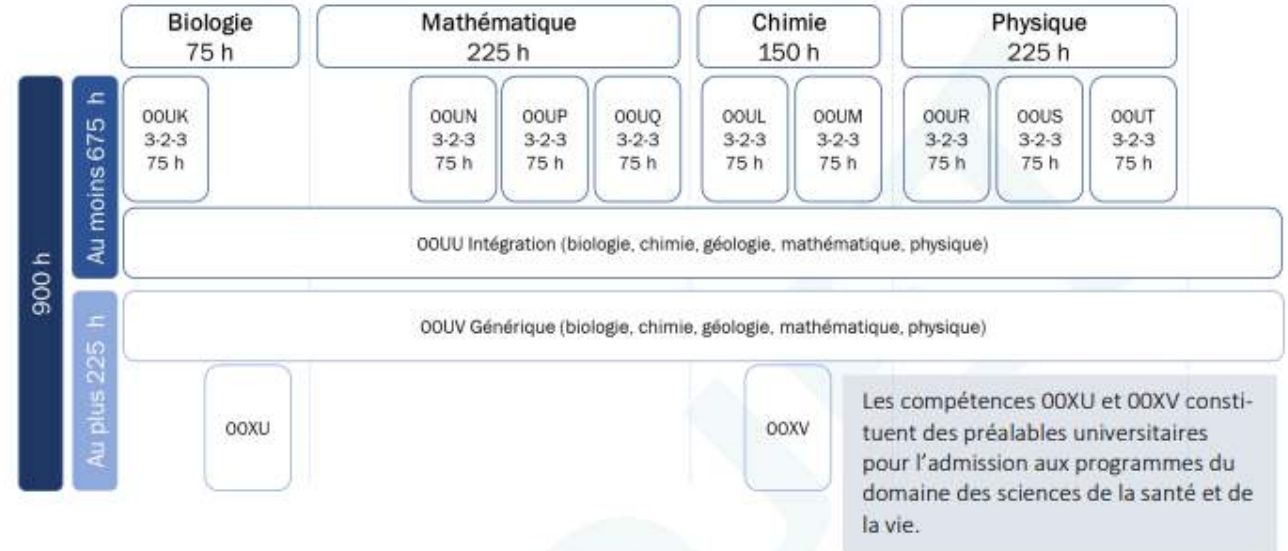 Biologie
75 h
Mathématique
225 h
Chimie
150 h
Physique
225 h
900 h
Au moins 675 h
00UK
3-2-3
75 h
00UN
3-2-3
75 h
00UP
3-2-3
75 h
00UQ
3-2-3
75 h
00UL
3-2-3
75 h
00UM
3-2-3
75 h
00UR
3-2-3
75 h
00US
3-2-3
75 h
00UT
3-2-3
75 h
00UU Intégration (biologie, chimie, géologie, mathématique, physique)
Au plus 225 h
00UV Générique (biologie, chimie, géologie, mathématique, physique)
00XU
00XV
Les compétences 00XU et 00XV consti-
tuent des préalables universitaires
pour l’admission aux programmes du
domaine des sciences de la santé et de
la vie.